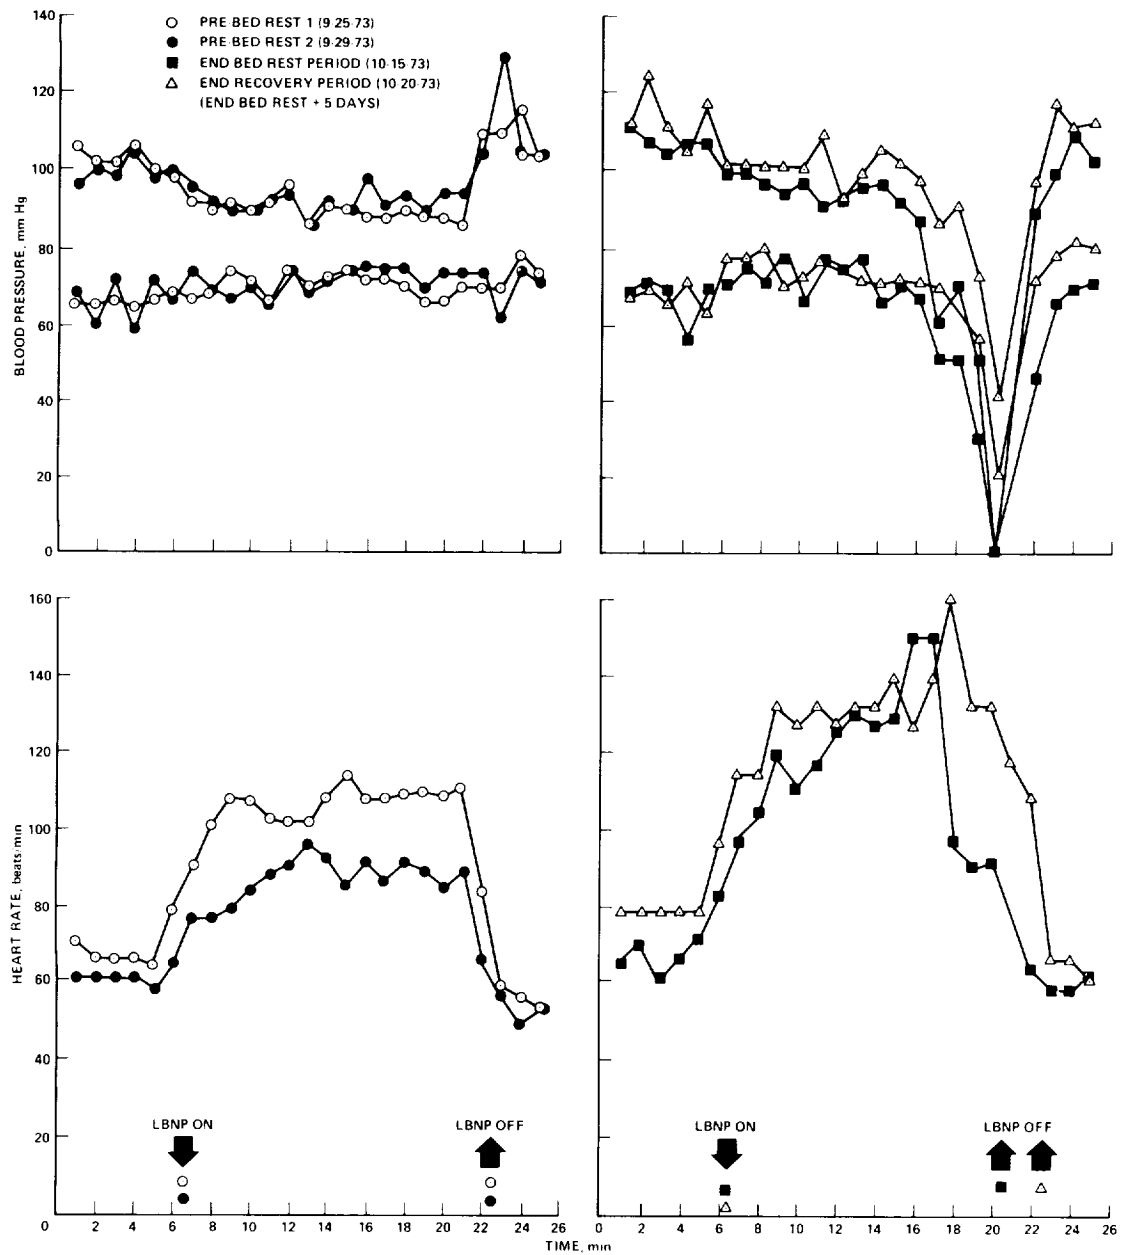 140
120
100
80
60
40
20
0
BLOOD PRESSURE, mm Hg
PRE-BED REST 1 (9-25-73)
PRE-BED REST 2 (9-29-73)
END BED REST PERIOD (10-15-73)
END RECOVERY PERIOD (10-20-73)
(END BED REST + 5 DAYS)
160
140
120
100
80
60
40
20
HEART RATE, beats/min
LBNP ON
LBNP OFF
LBNP ON
LBNP OFF
0 2 4 6 8 10 12 14 16 18 20 22 24 26
0 2 4 6 8 10 12 14 16 18 20 22 24 26
TIME, min